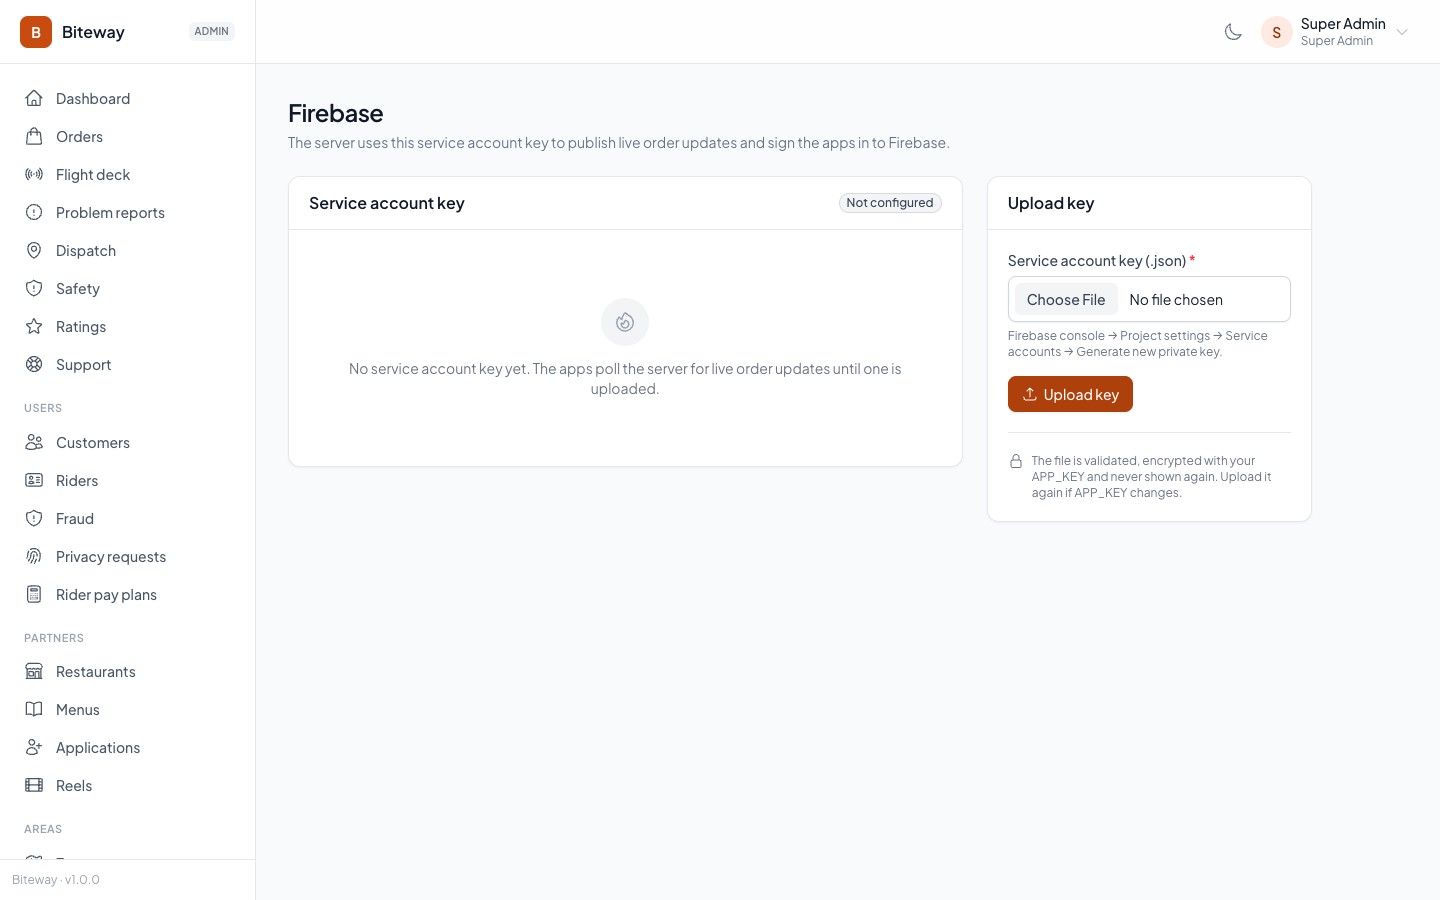 B Biteway ADMIN
S Super Admin
Super Admin
Dashboard
Orders
Flight deck
Problem reports
Dispatch
Safety
Ratings
Support
USERS
Customers
Riders
Fraud
Privacy requests
Rider pay plans
PARTNERS
Restaurants
Menus
Applications
Reels
AREAS
Biteway · v1.0.0
Firebase
The server uses this service account key to publish live order updates and sign the apps in to Firebase.
Service account key Not configured
No service account key yet. The apps poll the server for live order updates until one is
uploaded.
Upload key
Service account key (.json) *
Choose File No file chosen
Firebase console → Project settings → Service
accounts → Generate new private key.
Upload key
The file is validated, encrypted with your
APP_KEY and never shown again. Upload it
again if APP_KEY changes.